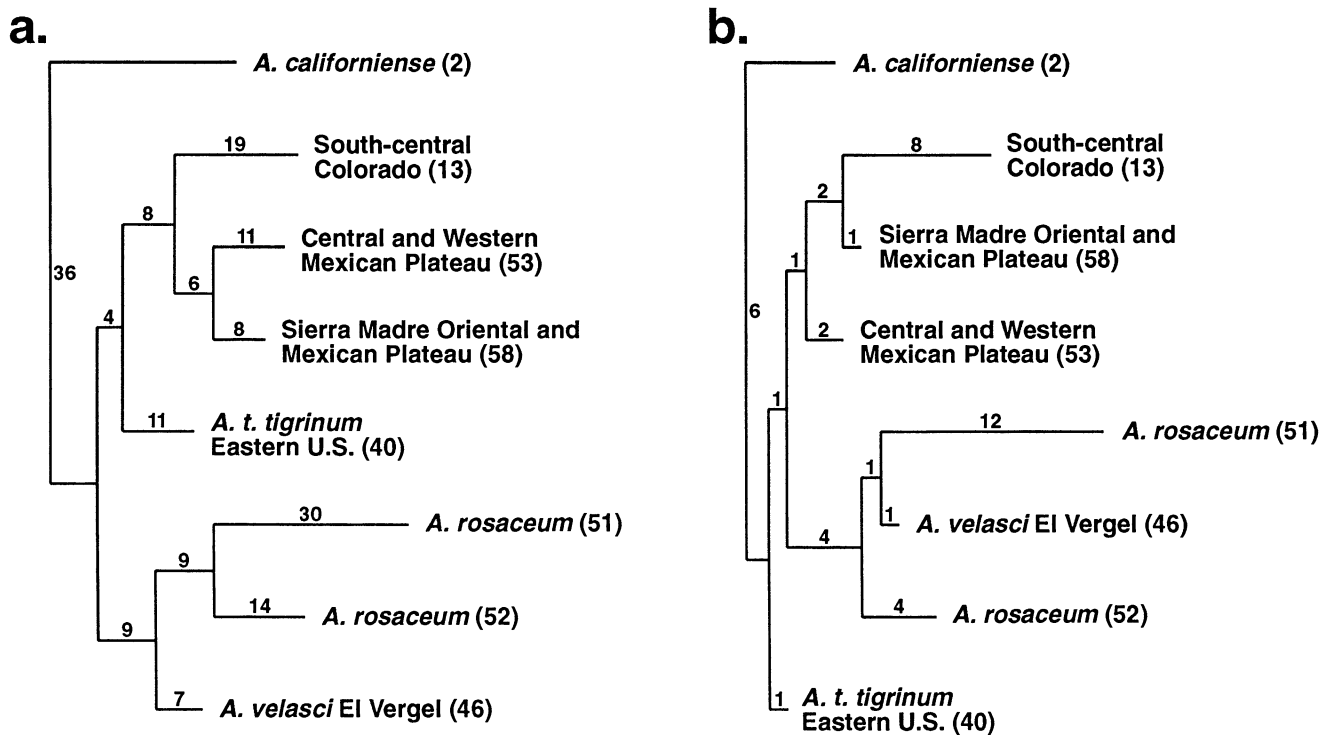 a.
A. californiense (2)
36
19
South-central
Colorado (13)
8
11
Central and Western
Mexican Plateau (53)
6
8
Sierra Madre Oriental and
Mexican Plateau (58)
4
11
A. t. tigrinum
Eastern U.S. (40)
30
A. rosaceum (51)
9
14
A. rosaceum (52)
9
7
A. velasci El Vergel (46)
b.
A. californiense (2)
6
8
South-central
Colorado (13)
2
1
Sierra Madre Oriental and
Mexican Plateau (58)
1
2
Central and Western
Mexican Plateau (53)
1
12
A. rosaceum (51)
1
1
A. velasci El Vergel (46)
4
4
A. rosaceum (52)
1
A. t. tigrinum
Eastern U.S. (40)